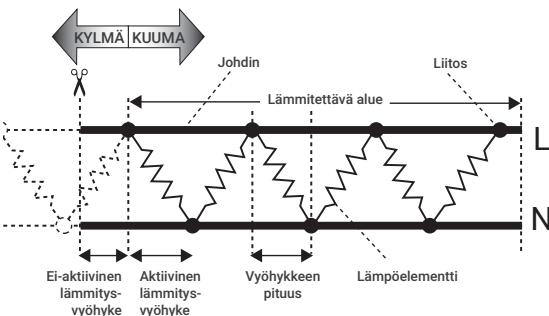 KYLMÄ KUUMA
Johdin
Liitos
Lämmitettävä alue
L
N
Ei-aktiivinen
lämmitys-
vyöhyke
Aktiivinen
lämmitys-
vyöhyke
Vyöhykkeen
pituus
Lämpöelementti